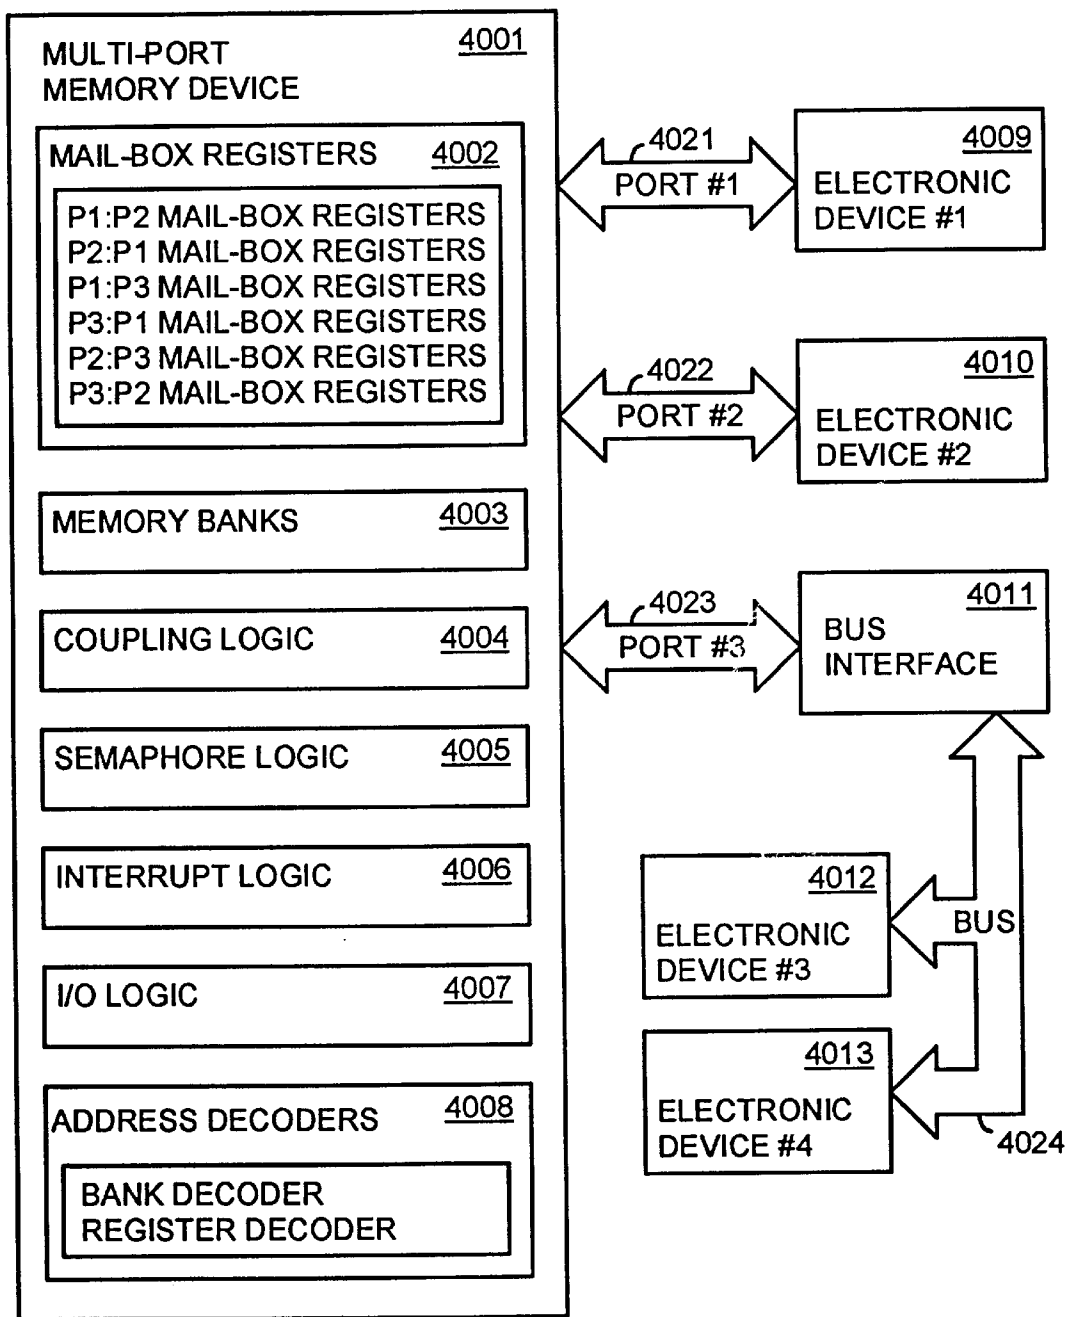 MULTI-PORT 4001
MEMORY DEVICE
MAIL-BOX REGISTERS 4002
P1:P2 MAIL-BOX REGISTERS
P2:P1 MAIL-BOX REGISTERS
P1:P3 MAIL-BOX REGISTERS
P3:P1 MAIL-BOX REGISTERS
P2:P3 MAIL-BOX REGISTERS
P3:P2 MAIL-BOX REGISTERS
MEMORY BANKS 4003
COUPLING LOGIC 4004
SEMAPHORE LOGIC 4005
INTERRUPT LOGIC 4006
I/O LOGIC 4007
ADDRESS DECODERS 4008
BANK DECODER
REGISTER DECODER
4021
PORT #1
4009
ELECTRONIC
DEVICE #1
4022
PORT #2
4010
ELECTRONIC
DEVICE #2
4023
PORT #3
4011
BUS
INTERFACE
4012
ELECTRONIC
DEVICE #3
BUS
4013
ELECTRONIC
DEVICE #4
4024